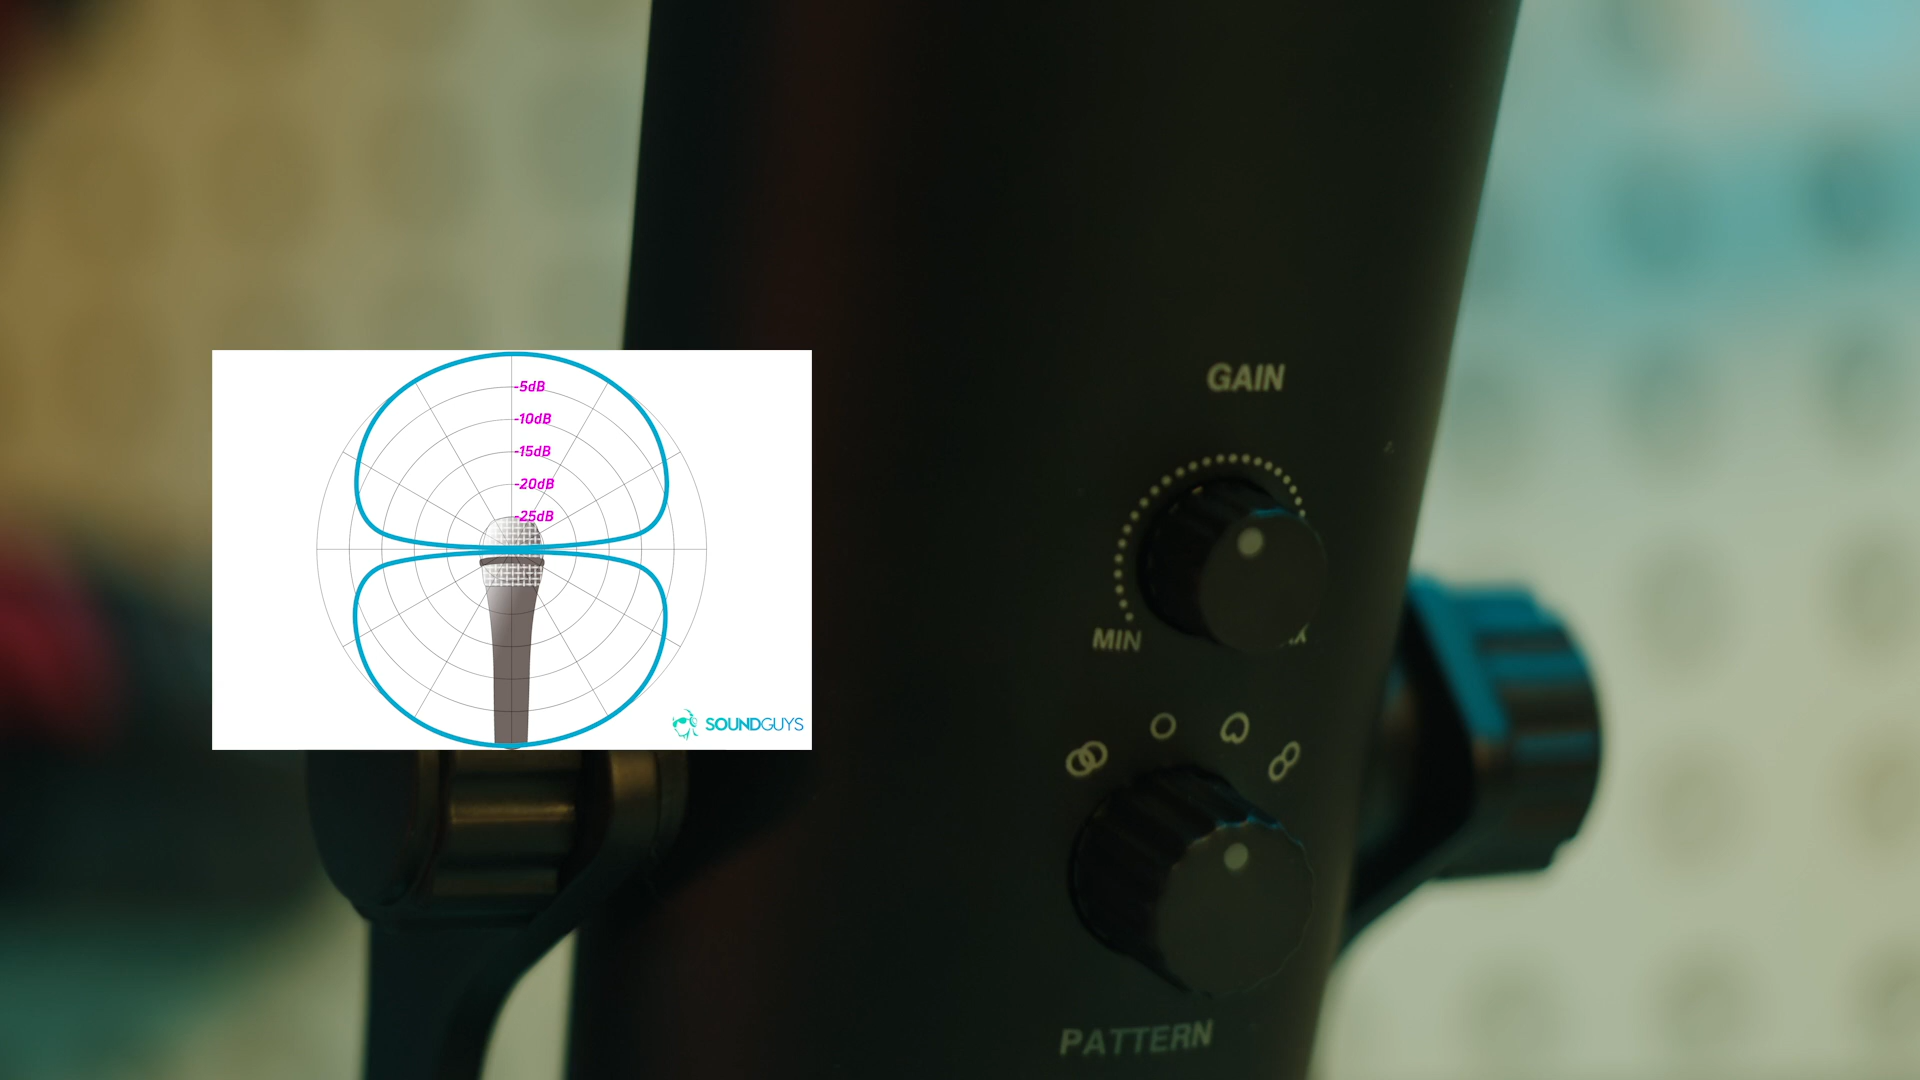 -5dB
-10dB
-15dB
-20dB
-25dB
SOUNDGUYS
GAIN
MIN
PATTERN